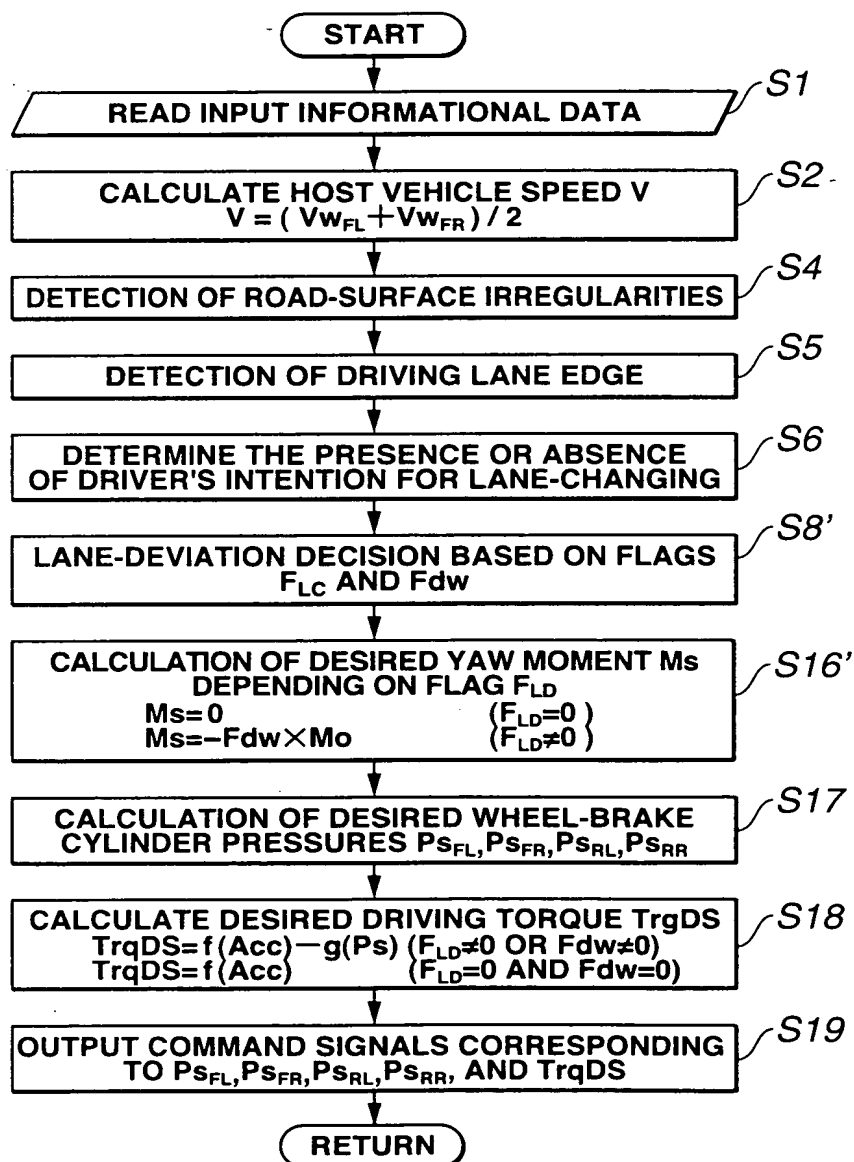 START
READ INPUT INFORMATIONAL DATA
S1
CALCULATE HOST VEHICLE SPEED V
V = ( Vw_FL + Vw_FR ) / 2
S2
DETECTION OF ROAD-SURFACE IRREGULARITIES
S4
DETECTION OF DRIVING LANE EDGE
S5
DETERMINE THE PRESENCE OR ABSENCE
OF DRIVER'S INTENTION FOR LANE-CHANGING
S6
LANE-DEVIATION DECISION BASED ON FLAGS
F_LC AND Fdw
S8'
CALCULATION OF DESIRED YAW MOMENT Ms
DEPENDING ON FLAG F_LD
Ms=0 (F_LD=0 )
Ms=−Fdw×Mo (F_LD≠0 )
S16'
CALCULATION OF DESIRED WHEEL-BRAKE
CYLINDER PRESSURES Ps_FL,Ps_FR,Ps_RL,Ps_RR
S17
CALCULATE DESIRED DRIVING TORQUE TrgDS
TrqDS=f(Acc)−g(Ps) (F_LD≠0 OR Fdw≠0)
TrqDS=f(Acc) (F_LD=0 AND Fdw=0)
S18
OUTPUT COMMAND SIGNALS CORRESPONDING
TO Ps_FL,Ps_FR,Ps_RL,Ps_RR, AND TrqDS
S19
RETURN